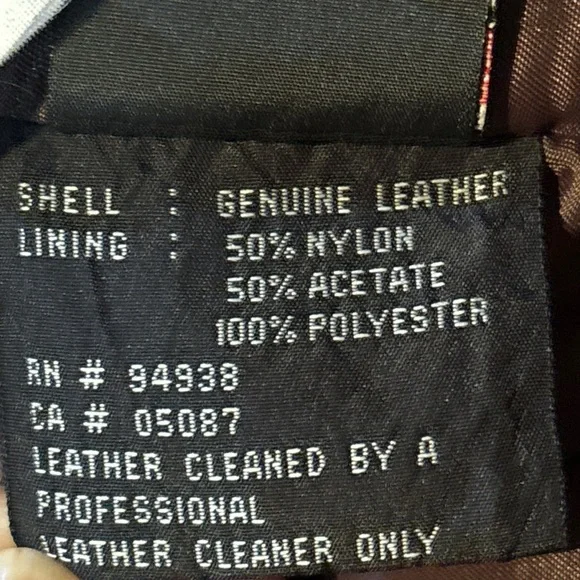 SHELL : GENUINE LEATHER
LINING : 50% NYLON
50% ACETATE
100% POLYESTER
RN # 94938
CA # 05087
LEATHER CLEANED BY A
PROFESSIONAL
LEATHER CLEANER ONLY